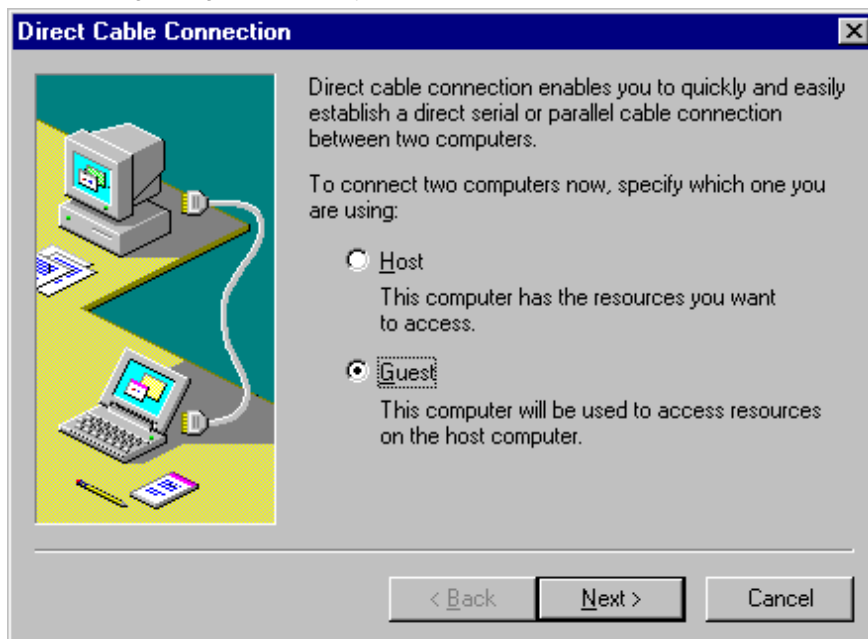 Direct Cable Connection
Direct cable connection enables you to quickly and easily
establish a direct serial or parallel cable connection
between two computers.
To connect two computers now, specify which one you
are using:
Host
This computer has the resources you want
to access.
Guest
This computer will be used to access resources
on the host computer.
< Back
Next >
Cancel